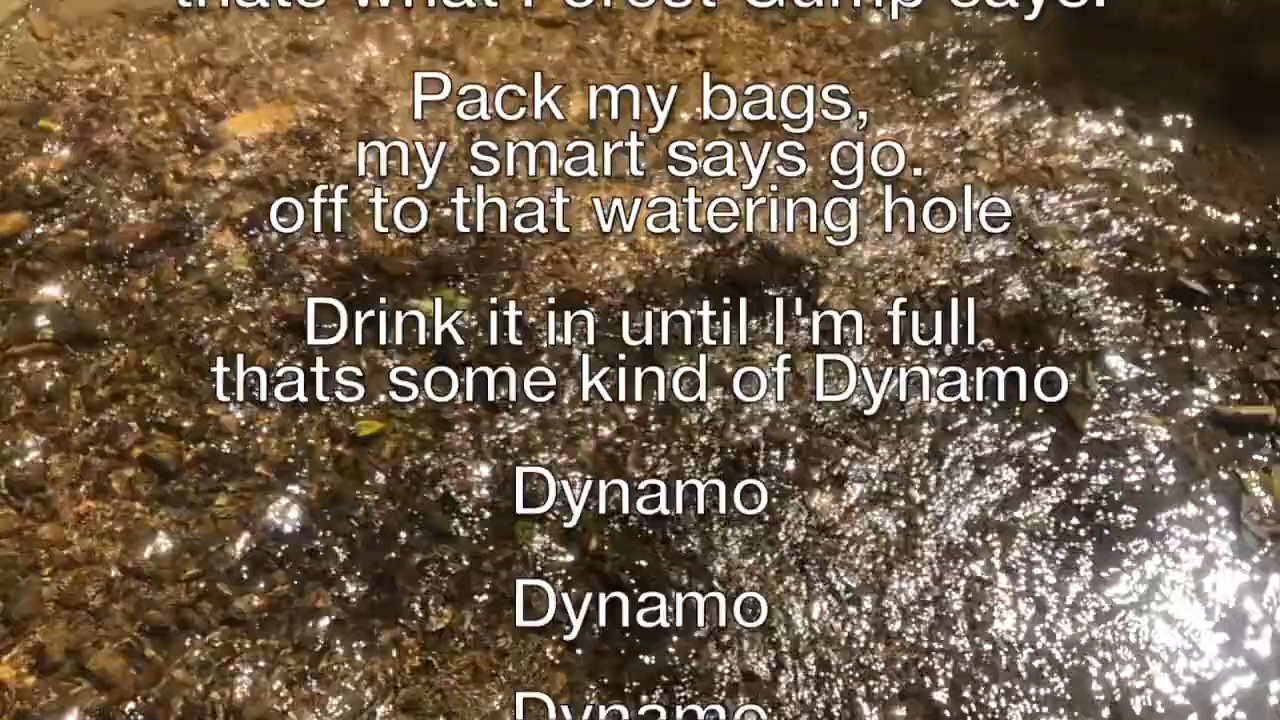 thats what Forest Gump says.
Pack my bags,
my smart says go.
off to that watering hole
Drink it in until I'm full
thats some kind of Dynamo
Dynamo
Dynamo
Dynamo